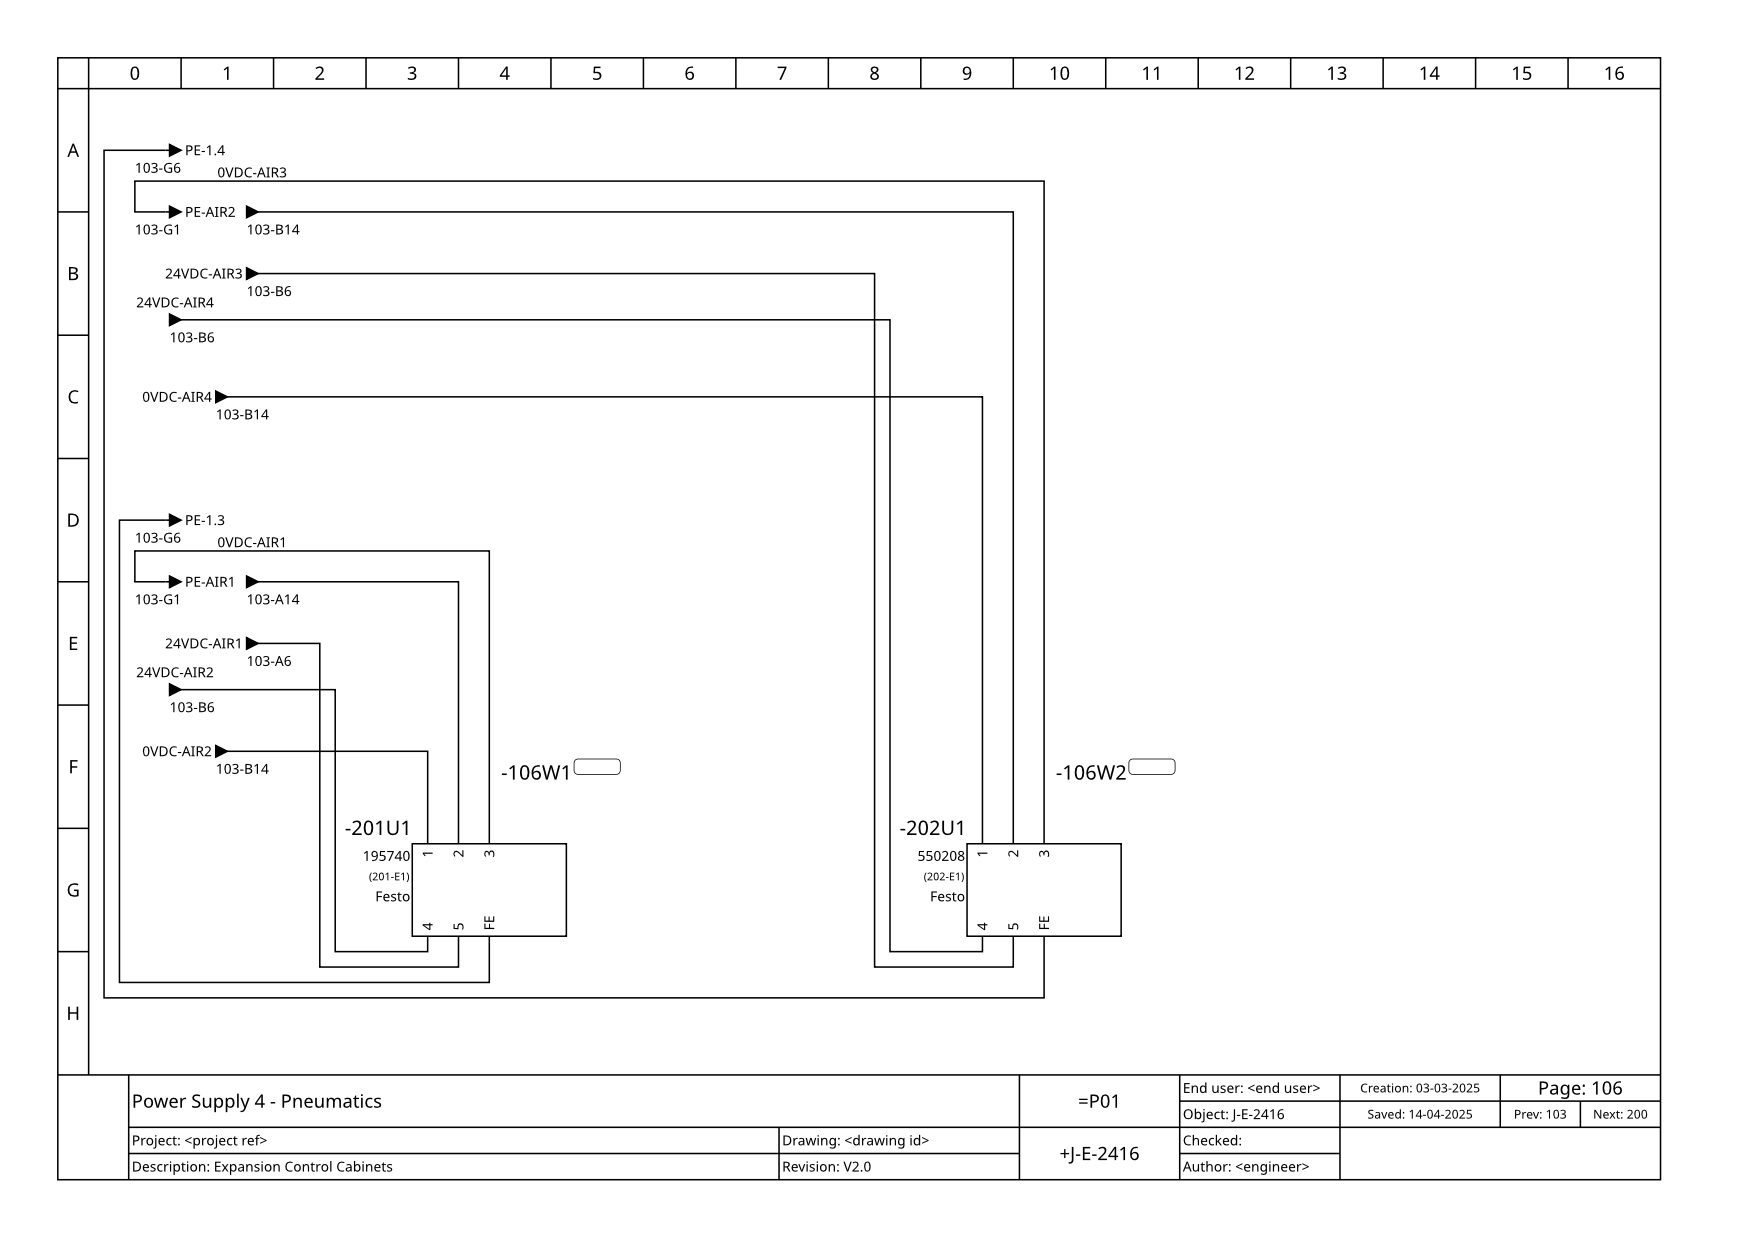 0 1 2 3 4 5 6 7 8 9 10 11 12 13 14 15 16
A
PE-1.4
103-G6
0VDC-AIR3
PE-AIR2
103-G1
103-B14
B
24VDC-AIR3
103-B6
24VDC-AIR4
103-B6
C
0VDC-AIR4
103-B14
D
PE-1.3
103-G6
0VDC-AIR1
PE-AIR1
103-G1
103-A14
E
24VDC-AIR1
103-A6
24VDC-AIR2
103-B6
F
0VDC-AIR2
103-B14
-106W1
-106W2
-201U1
195740
(201-E1)
Festo
1 2 3
4 5 FE
-202U1
550208
(202-E1)
Festo
1 2 3
4 5 FE
G
H
Power Supply 4 - Pneumatics
Project: <project ref>
Drawing: <drawing id>
Description: Expansion Control Cabinets
Revision: V2.0
=P01
+J-E-2416
End user: <end user>
Object: J-E-2416
Checked:
Author: <engineer>
Creation: 03-03-2025
Saved: 14-04-2025
Page: 106
Prev: 103
Next: 200